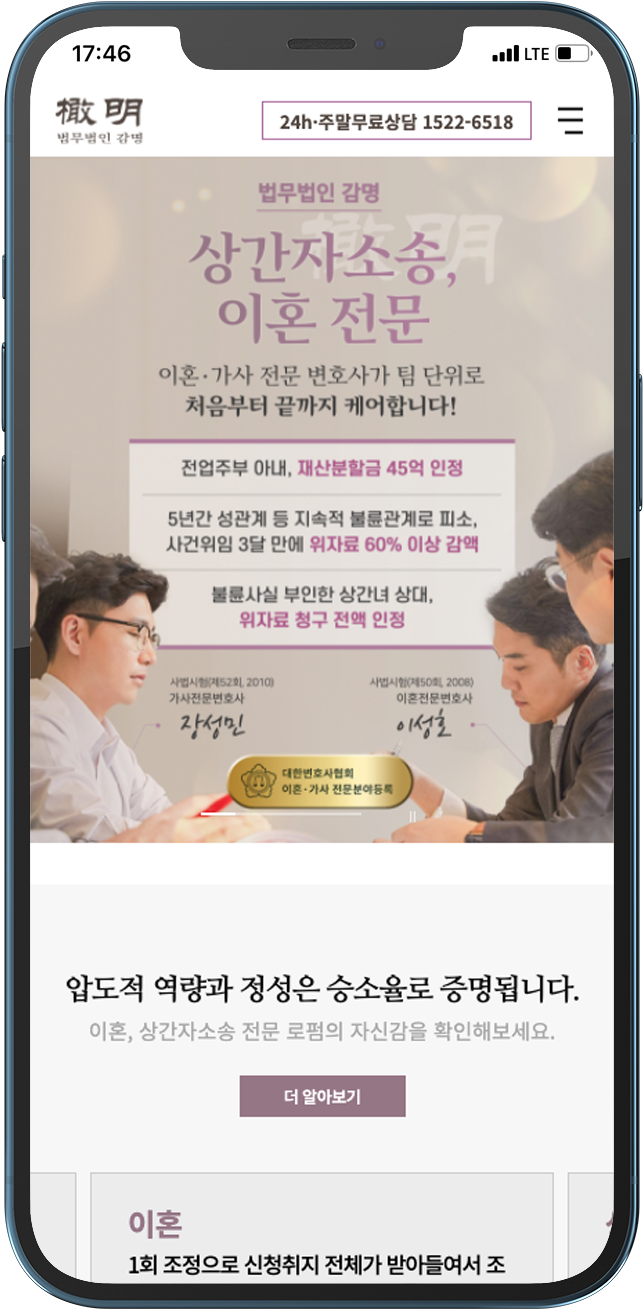 17:46
LTE
橄明
법무법인 감명
24h·주말무료상담 1522-6518
법무법인 감명
橄明
상간자소송,
이혼 전문
이혼·가사 전문 변호사가 팀 단위로
처음부터 끝까지 케어합니다!
전업주부 아내, 재산분할금 45억 인정
5년간 성관계 등 지속적 불륜관계로 피소,
사건위임 3달 만에 위자료 60% 이상 감액
불륜사실 부인한 상간녀 상대,
위자료 청구 전액 인정
사법시험(제52회, 2010)
가사전문변호사
장성민
사법시험(제50회, 2008)
이혼전문변호사
이성호
대한변호사협회
이혼·가사 전문분야등록
압도적 역량과 정성은 승소율로 증명됩니다.
이혼, 상간자소송 전문 로펌의 자신감을 확인해보세요.
더 알아보기
이혼
1회 조정으로 신청취지 전체가 받아들여서 조